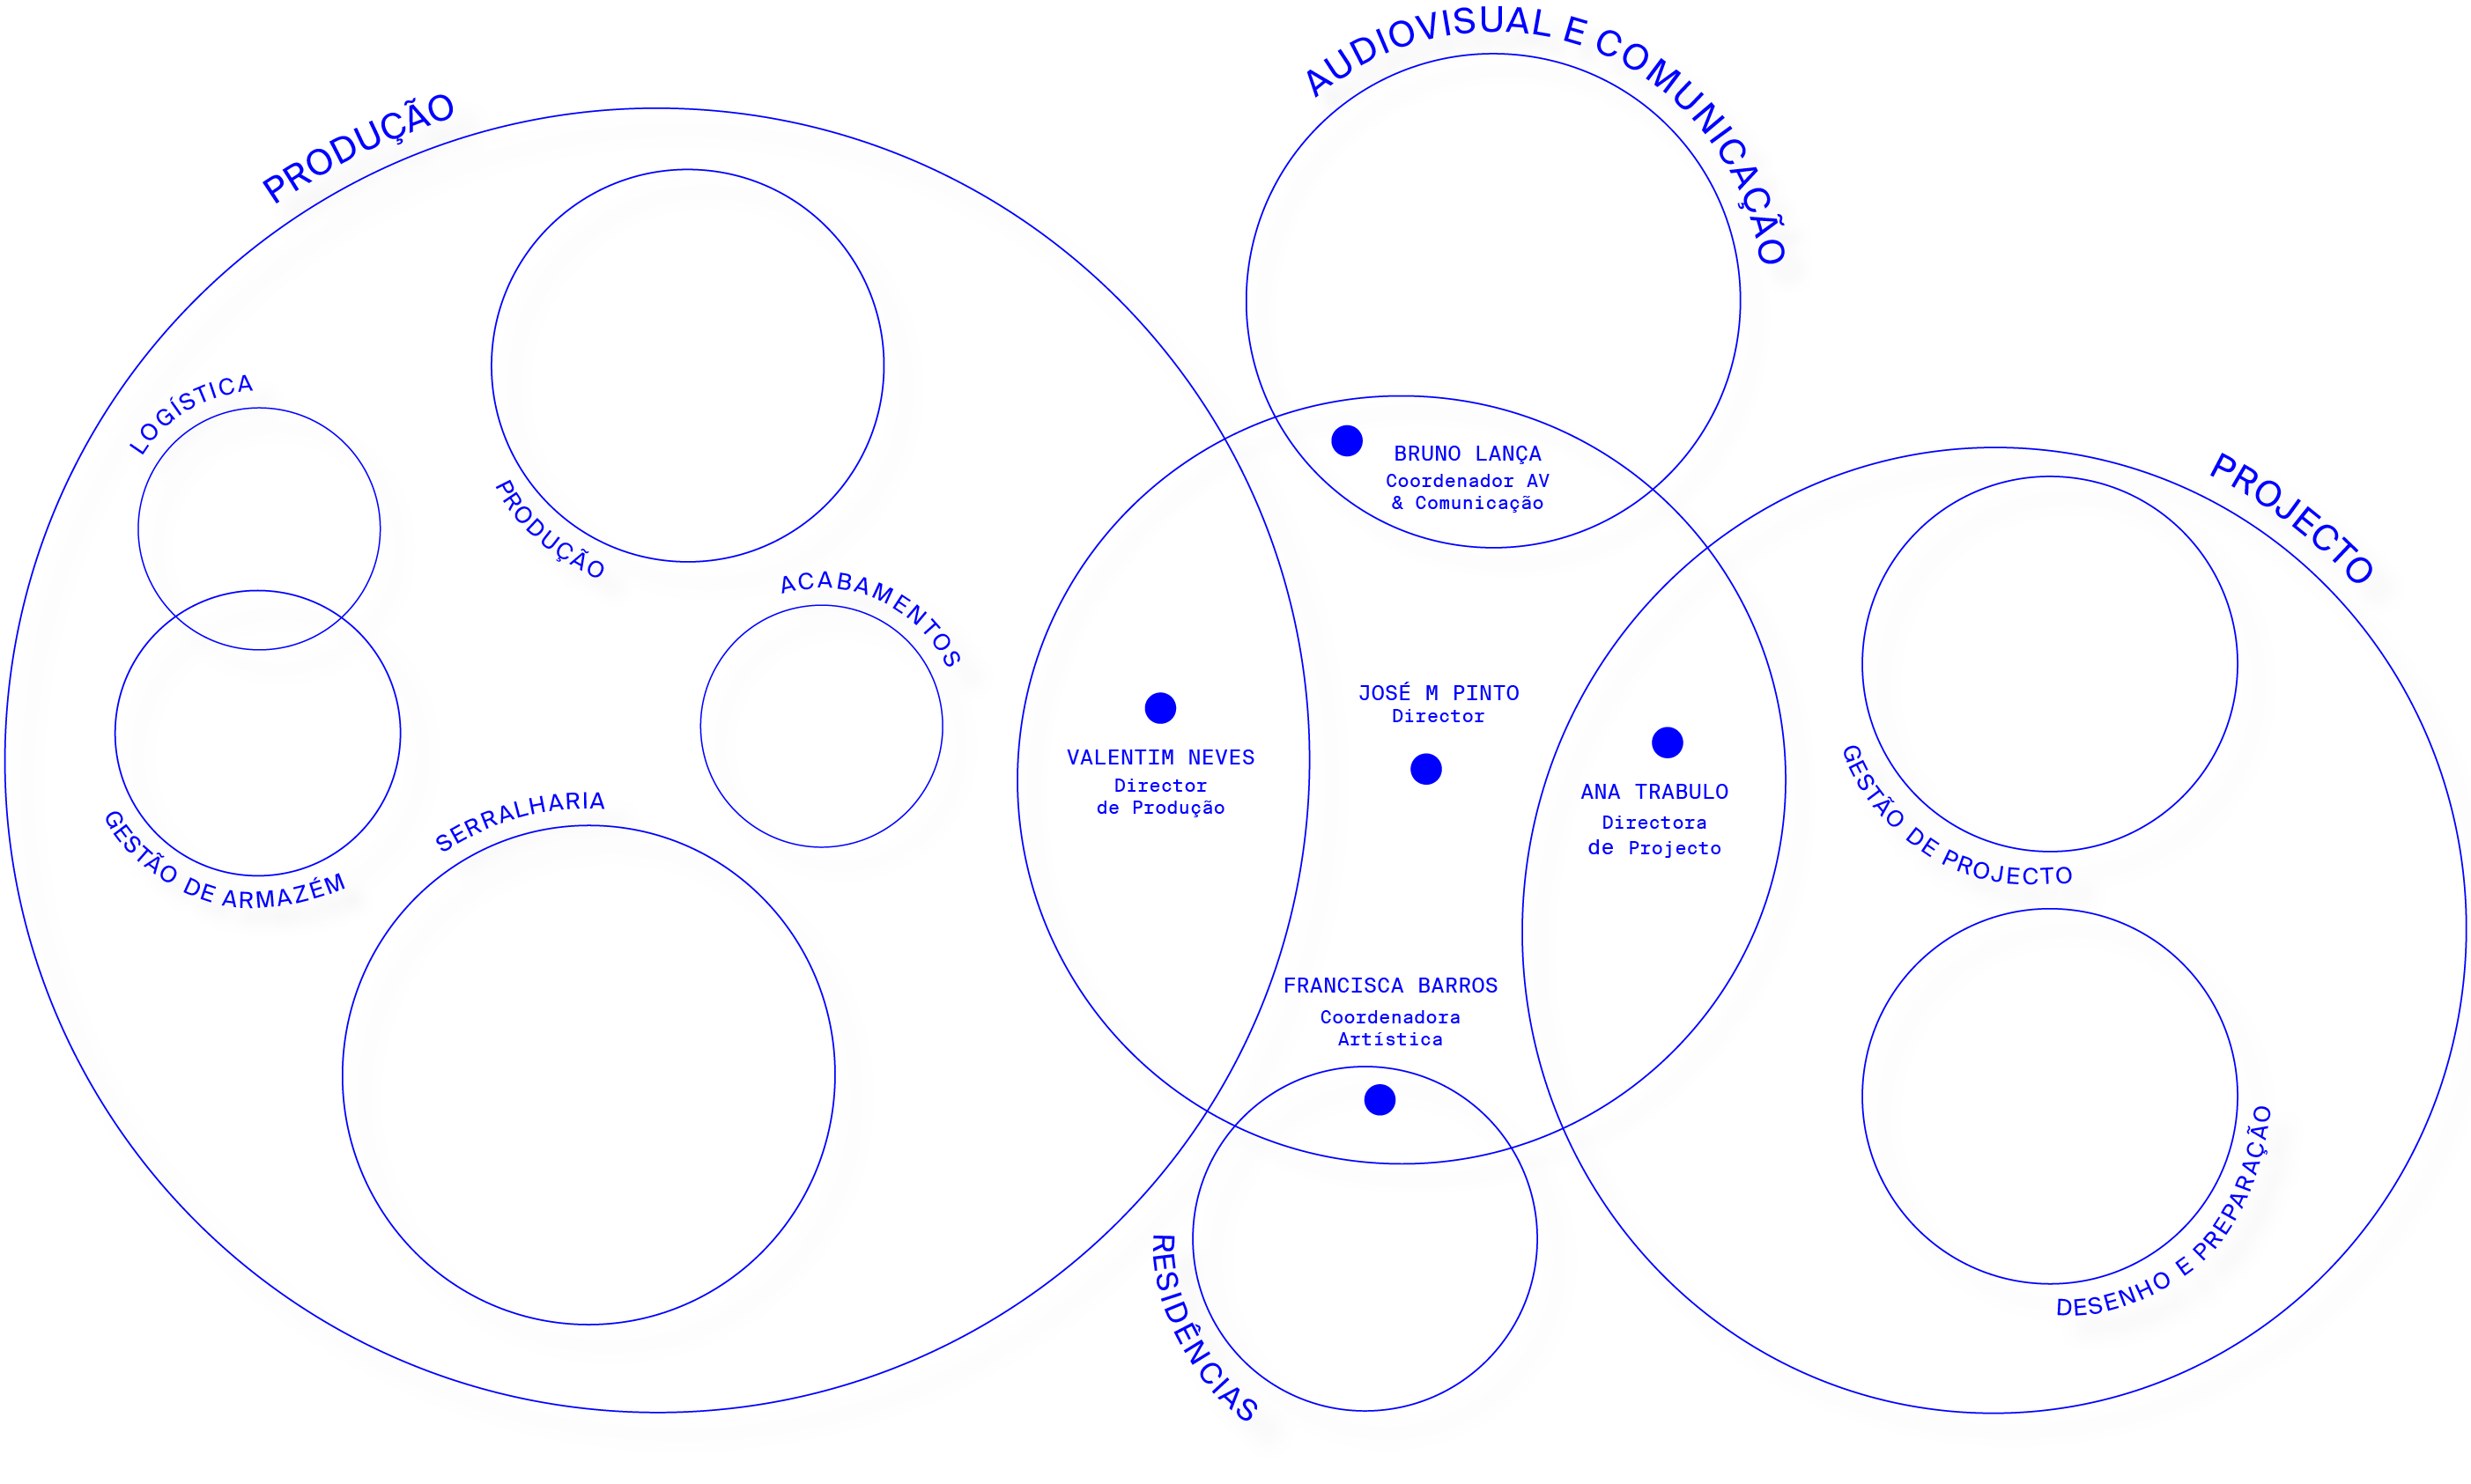 AUDIOVISUAL E COMUNICAÇÃO
PRODUÇÃO
LOGÍSTICA
PRODUÇÃO
ACABAMENTOS
GESTÃO DE ARMAZÉM
SERRALHARIA
BRUNO LANÇA
Coordenador AV
& Comunicação
JOSÉ M PINTO
Director
VALENTIM NEVES
Director
de Produção
ANA TRABULO
Directora
de Projecto
FRANCISCA BARROS
Coordenadora
Artística
RESIDÊNCIAS
PROJECTO
GESTÃO DE PROJECTO
DESENHO E PREPARAÇÃO